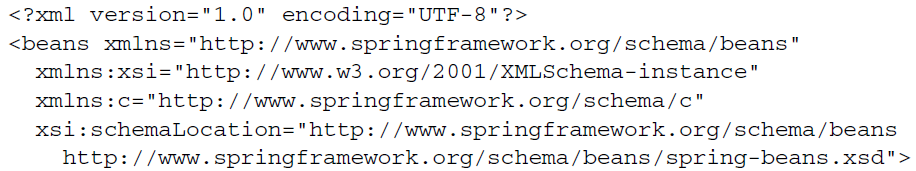 <?xml version="1.0" encoding="UTF-8"?>
<beans xmlns="http://www.springframework.org/schema/beans"
xmlns:xsi="http://www.w3.org/2001/XMLSchema-instance"
xmlns:c="http://www.springframework.org/schema/c"
xsi:schemaLocation="http://www.springframework.org/schema/beans
http://www.springframework.org/schema/beans/spring-beans.xsd">